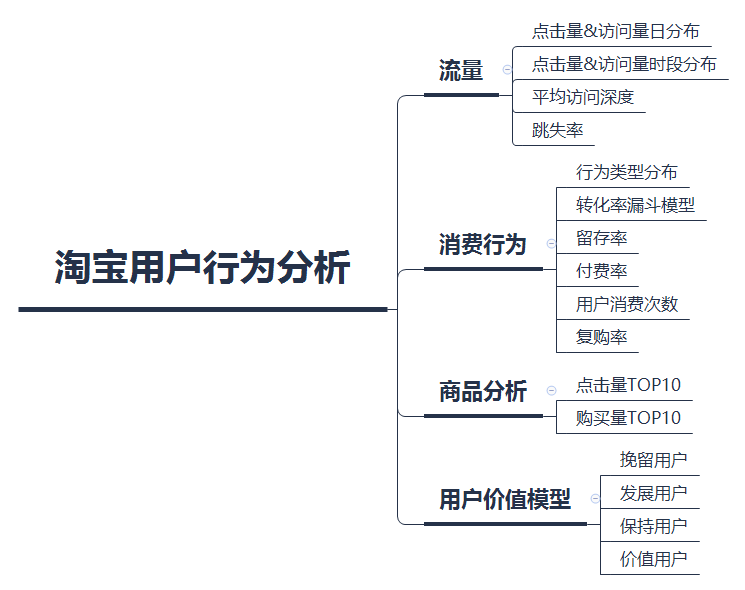 淘宝用户行为分析
流量
点击量&访问量日分布
点击量&访问量时段分布
平均访问深度
跳失率
消费行为
行为类型分布
转化率漏斗模型
留存率
付费率
用户消费次数
复购率
商品分析
点击量TOP10
购买量TOP10
用户价值模型
挽留用户
发展用户
保持用户
价值用户